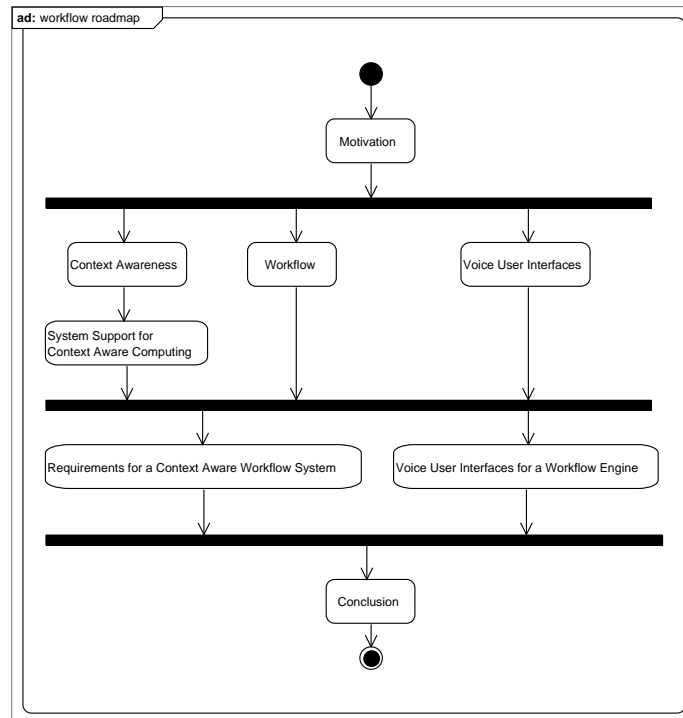 ad: workflow roadmap
Motivation
Context Awareness
Workflow
Voice User Interfaces
System Support for
Context Aware Computing
Requirements for a Context Aware Workflow System
Voice User Interfaces for a Workflow Engine
Conclusion